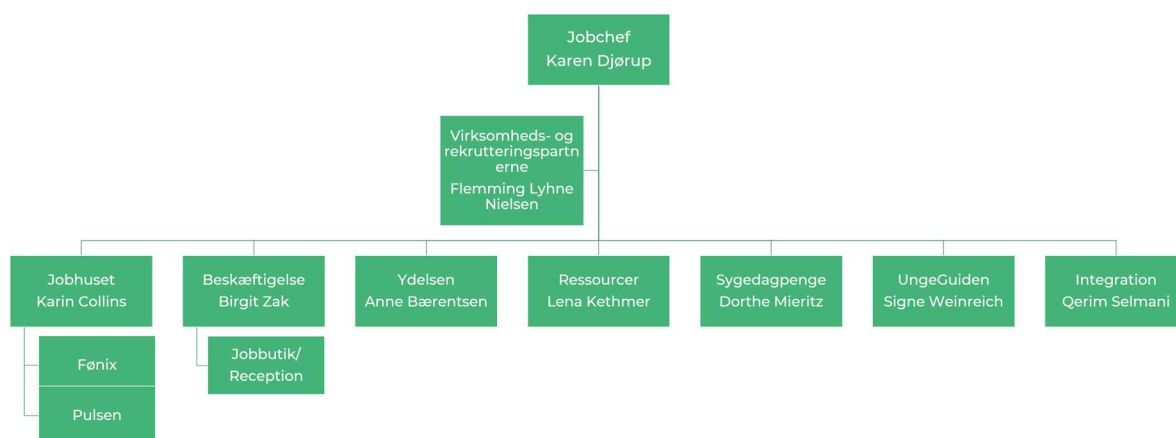 Jobchef
Karen Djørup
Virksomheds- og
rekrutteringspartn
erne
Flemming Lyhne
Nielsen
Jobhuset
Karin Collins
Beskæftigelse
Birgit Zak
Ydelsen
Anne Bærentsen
Ressourcer
Lena Kethmer
Sygedagpenge
Dorthe Mieritz
UngeGuiden
Signe Weinreich
Integration
Qerim Selmani
Fønix
Pulsen
Jobbutik/
Reception